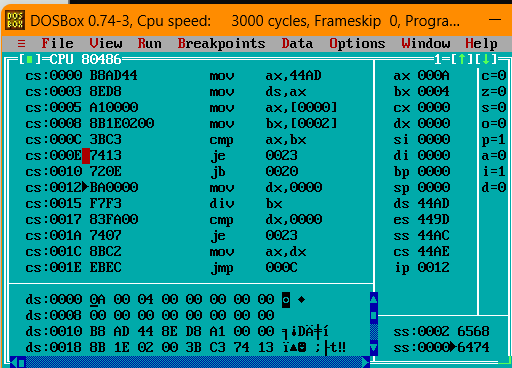 DOSBox 0.74-3, Cpu speed: 3000 cycles, Frameskip 0, Progra...
≡ File View Run Breakpoints Data Options Window Help
[■]=CPU 80486 1=[↑][↓]
cs:0000 B8AD44 mov ax,44AD ax 000A c=0
cs:0003 8ED8 mov ds,ax bx 0004 z=0
cs:0005 A10000 mov ax,[0000] cx 0000 s=0
cs:0008 8B1E0200 mov bx,[0002] dx 0000 o=0
cs:000C 3BC3 cmp ax,bx si 0000 p=1
cs:000E 7413 je 0023 di 0000 a=0
cs:0010 720E jb 0020 bp 0000 i=1
cs:0012►BA0000 mov dx,0000 sp 0000 d=0
cs:0015 F7F3 div bx ds 44AD
cs:0017 83FA00 cmp dx,0000 es 449D
cs:001A 7407 je 0023 ss 44AC
cs:001C 8BC2 mov ax,dx cs 44AE
cs:001E EBEC jmp 000C ip 0012
ds:0000 0A 00 04 00 00 00 00 00 ◙ ♦
ds:0008 00 00 00 00 00 00 00 00
ds:0010 B8 AD 44 8E D8 A1 00 00 ╕¡DÄ╪í
ds:0018 8B 1E 02 00 3B C3 74 13 ï▲☻ ;├t‼
ss:0002 6568
ss:0000►6474